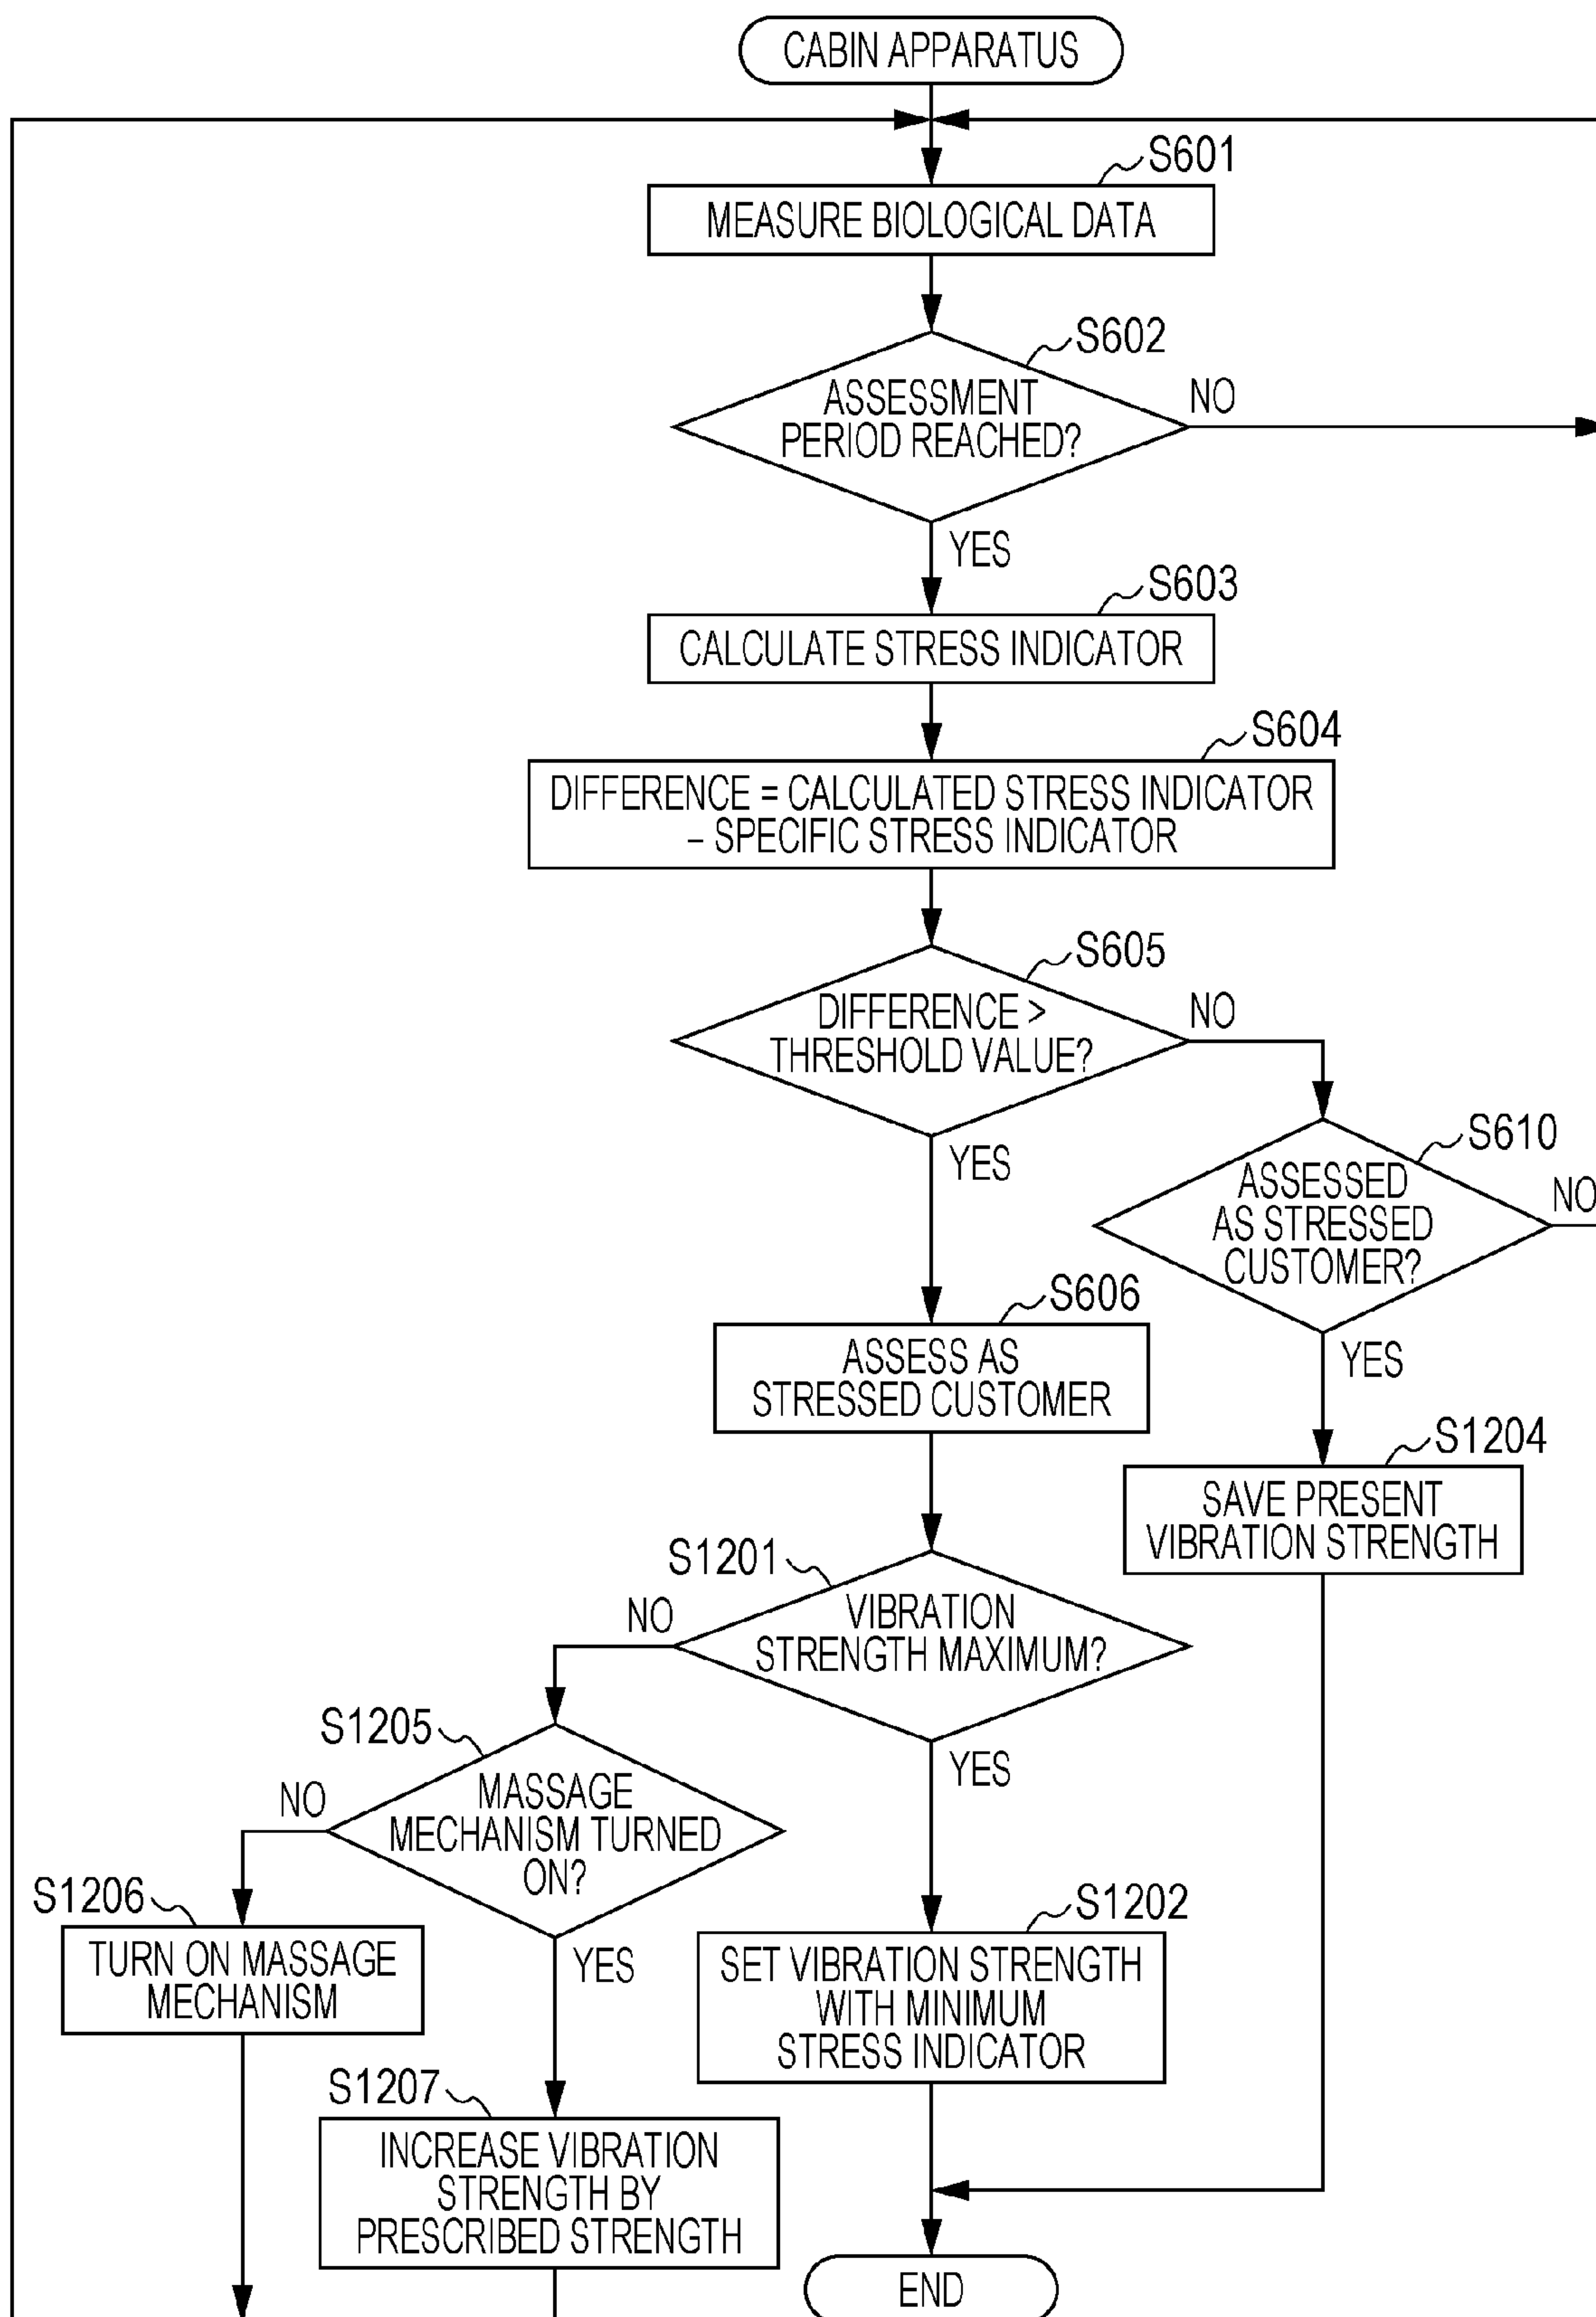 CABIN APPARATUS
S601
MEASURE BIOLOGICAL DATA
S602
ASSESSMENT
PERIOD REACHED?
NO
YES
S603
CALCULATE STRESS INDICATOR
S604
DIFFERENCE = CALCULATED STRESS INDICATOR
– SPECIFIC STRESS INDICATOR
S605
DIFFERENCE >
THRESHOLD VALUE?
NO
YES
S610
ASSESSED
AS STRESSED
CUSTOMER?
NO
YES
S606
ASSESS AS
STRESSED CUSTOMER
S1204
SAVE PRESENT
VIBRATION STRENGTH
S1201
VIBRATION
STRENGTH MAXIMUM?
NO
YES
S1205
MASSAGE
MECHANISM TURNED
ON?
NO
YES
S1206
TURN ON MASSAGE
MECHANISM
S1202
SET VIBRATION STRENGTH
WITH MINIMUM
STRESS INDICATOR
S1207
INCREASE VIBRATION
STRENGTH BY
PRESCRIBED STRENGTH
END